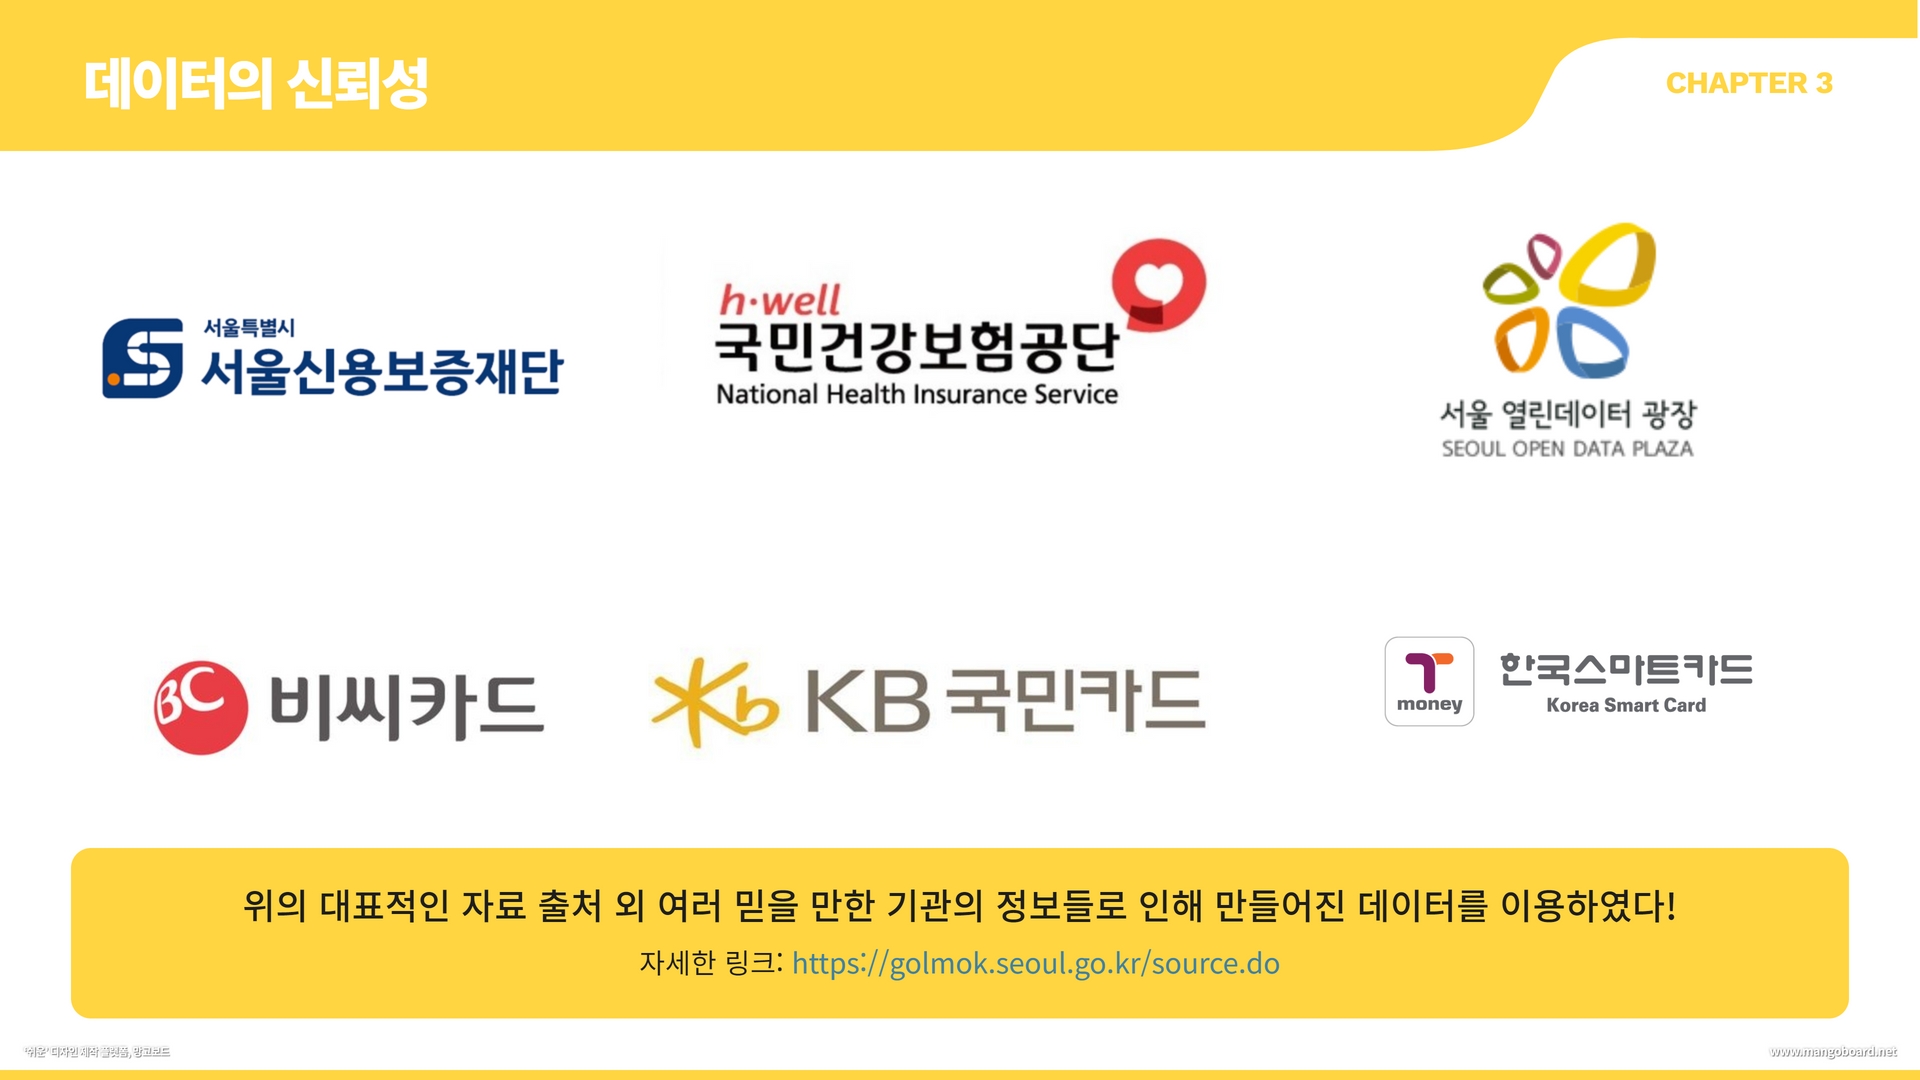 데이터의 신뢰성
CHAPTER 3
서울특별시
서울신용보증재단
h·well
국민건강보험공단
National Health Insurance Service
서울 열린데이터 광장
SEOUL OPEN DATA PLAZA
BC 비씨카드
Kb KB국민카드
T money
한국스마트카드
Korea Smart Card
위의 대표적인 자료 출처 외 여러 믿을 만한 기관의 정보들로 인해 만들어진 데이터를 이용하였다!
자세한 링크: https://golmok.seoul.go.kr/source.do
'쉬운' 디자인 제작 플랫폼, 망고보드
www.mangoboard.net